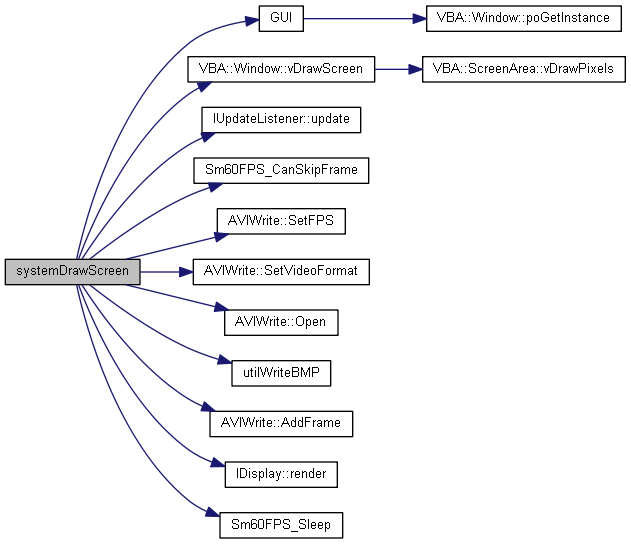 GUI
VBA::Window::poGetInstance
VBA::Window::vDrawScreen
VBA::ScreenArea::vDrawPixels
IUpdateListener::update
Sm60FPS_CanSkipFrame
AVIWrite::SetFPS
systemDrawScreen
AVIWrite::SetVideoFormat
AVIWrite::Open
utilWriteBMP
AVIWrite::AddFrame
IDisplay::render
Sm60FPS_Sleep